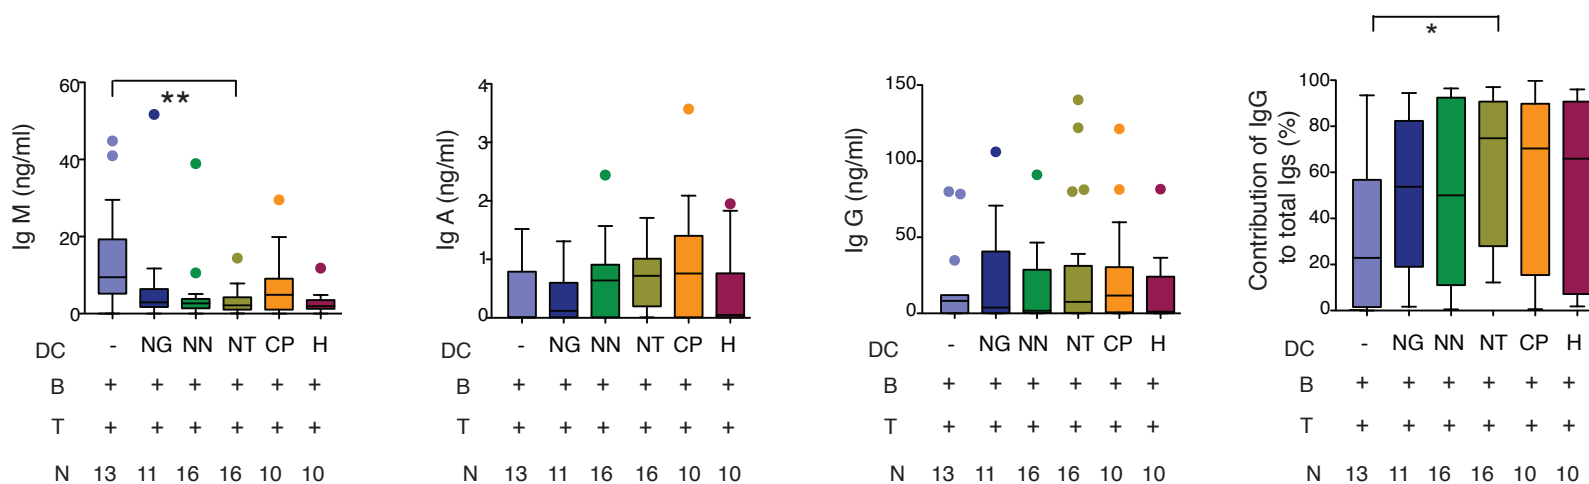 **
60
40
20
0
Ig M (ng/ml)
DC - NG NN NT CP H
B + + + + + +
T + + + + + +
N 13 11 16 16 10 10
4
3
2
1
0
Ig A (ng/ml)
- NG NN NT CP H
B + + + + + +
T + + + + + +
N 13 11 16 16 10 10
150
100
50
0
Ig G (ng/ml)
DC - NG NN NT CP H
B + + + + + +
T + + + + + +
N 13 11 16 16 10 10
*
100
80
60
40
20
0
Contribution of IgG
to total Igs (%)
DC - NG NN NT CP H
B + + + + + +
T + + + + + +
N 13 11 16 16 10 10